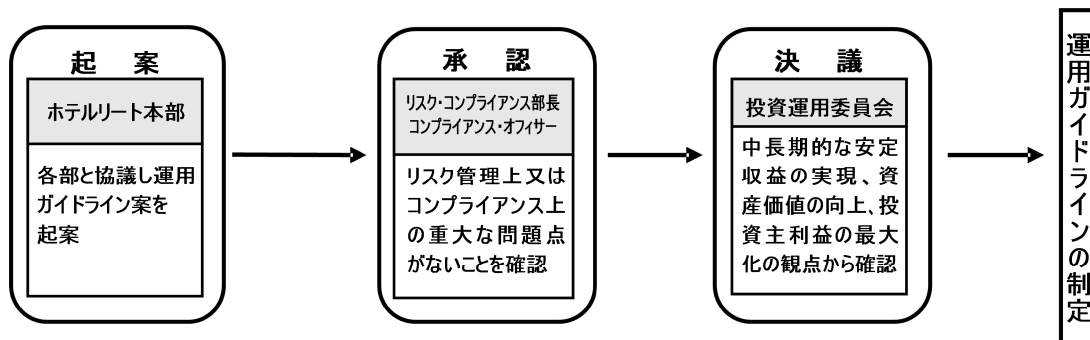 起 案
ホテルリート本部
各部と協議し運用
ガイドライン案を
起案
承 認
リスク・コンプライアンス部長
コンプライアンス・オフィサー
リスク管理上又は
コンプライアンス上
の重大な問題点
がないことを確認
決 議
投資運用委員会
中長期的な安定
収益の実現、資
産価値の向上、投
資主利益の最大
化の観点から確認
運用ガイドラインの制定